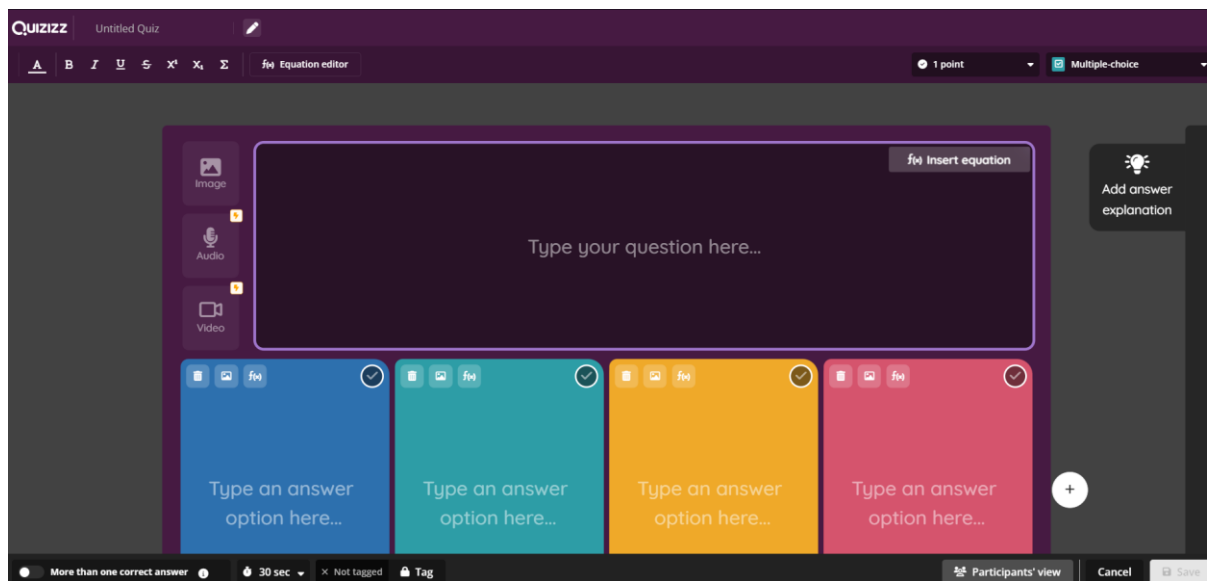 QUIZIZZ
Untitled Quiz
A B I U S X² X₁ Σ f(x) Equation editor
1 point
Multiple-choice
Image
Audio
Video
f(x) Insert equation
Type your question here...
Add answer
explanation
f(x)
f(x)
f(x)
f(x)
Type an answer
option here...
Type an answer
option here...
Type an answer
option here...
Type an answer
option here...
+
More than one correct answer
30 sec
× Not tagged
Tag
Participants' view
Cancel
Save